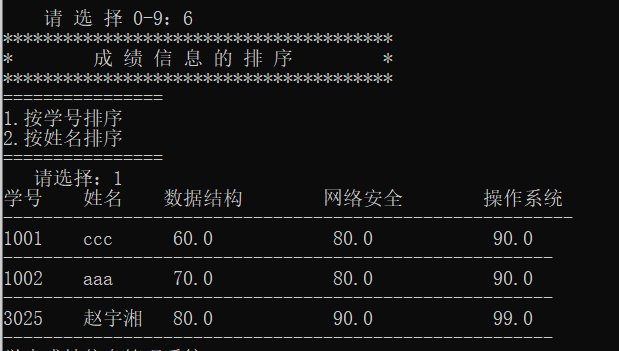 请 选 择 0-9：6
***************************************
* 成 绩 信 息 的 排 序 *
***************************************
================
1.按学号排序
2.按姓名排序
================
请选择：1
学号 姓名 数据结构 网络安全 操作系统
---------------------------------------------------------
1001 ccc 60.0 80.0 90.0
-------------------------------------------------------
1002 aaa 70.0 80.0 90.0
-------------------------------------------------------
3025 赵宇湘 80.0 90.0 99.0
-------------------------------------------------------